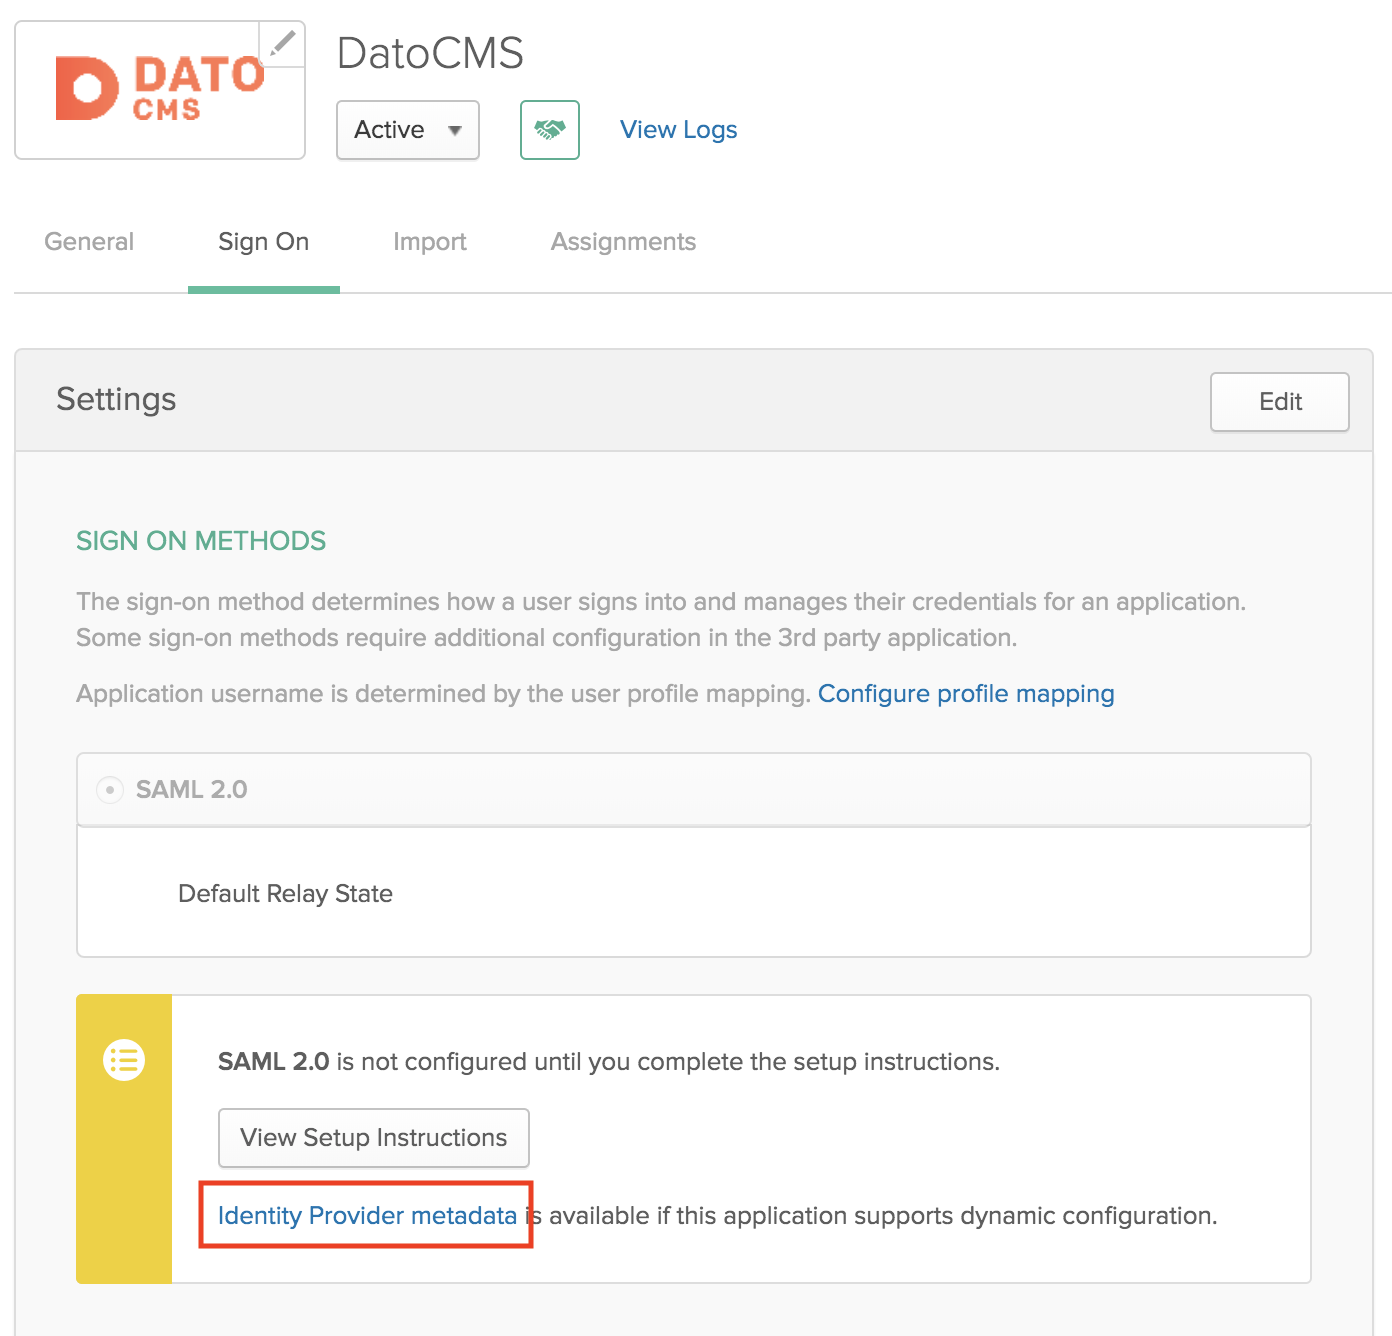 DATO
CMS
DatoCMS
Active
View Logs
General
Sign On
Import
Assignments
Settings
Edit
SIGN ON METHODS
The sign-on method determines how a user signs into and manages their credentials for an application.
Some sign-on methods require additional configuration in the 3rd party application.
Application username is determined by the user profile mapping. Configure profile mapping
SAML 2.0
Default Relay State
SAML 2.0 is not configured until you complete the setup instructions.
View Setup Instructions
Identity Provider metadata is available if this application supports dynamic configuration.